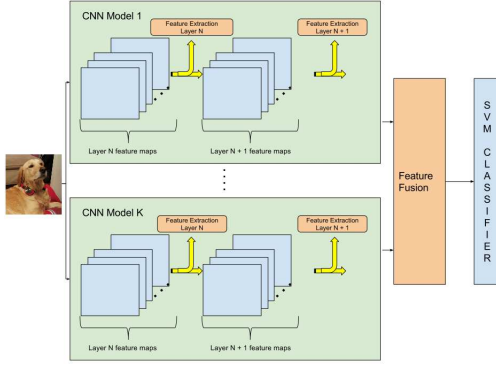 CNN Model 1
Feature Extraction
Layer N
Feature Extraction
Layer N + 1
Layer N feature maps
Layer N + 1 feature maps
CNN Model K
Feature Extraction
Layer N
Feature Extraction
Layer N + 1
Layer N feature maps
Layer N + 1 feature maps
Feature
Fusion
S
V
M
C
L
A
S
S
I
F
I
E
R